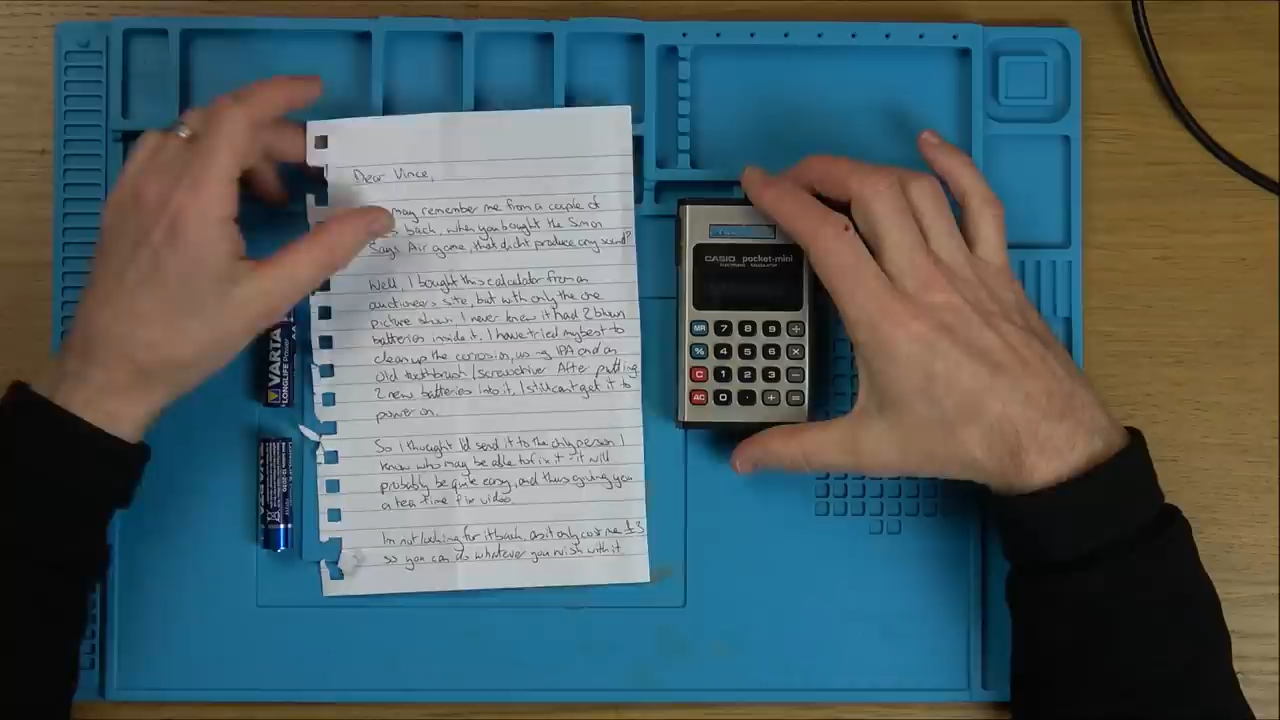 Dear Vince,
may remember me from a couple of
back, when you bought the Simon
Says Air game, that didnt produce any sound?
Well, I bought this calculator from an
auctioneers site, but with only the one
picture shown I never knew it had 2 blown
batteries inside it. I have tried my best to
clean up the corrosion, using IPA and an
old toothbrush/screwdriver. After putting
2 new batteries into it, I still cant get it to
power on.
So I thought I'd send it to the only person I
know who may be able to fix it - it will
probably be quite easy, and thus giving you
a tea time fix video
Im not looking for it back, as it only cost me £3
so you can do whatever you wish with it
VARTA
LONGLIFE Power
CASIO pocket-mini
ELECTRONIC CALCULATOR
MR 7 8 9 ÷
% 4 5 6 ×
C 1 2 3 −
AC 0 · + =